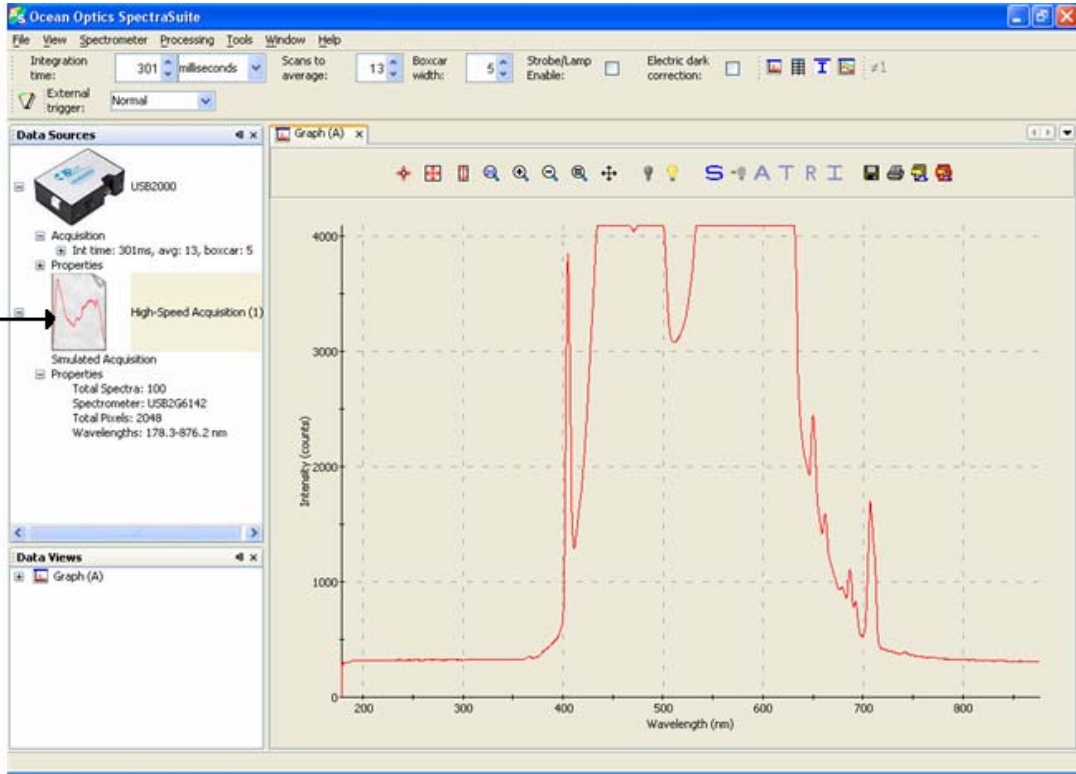 Ocean Optics SpectraSuite
File View Spectrometer Processing Tools Window Help
Integration time: 301 milliseconds Scans to average: 13 Boxcar width: 5 Strobe/Lamp Enable: Electric dark correction: ≠1
External trigger: Normal
Data Sources
Graph (A)
USB2000
S A T R I
Acquisition
Int time: 301ms, avg: 13, boxcar: 5
Properties
High-Speed Acquisition (1)
Simulated Acquisition
Properties
Total Spectra: 100
Spectrometer: USB2G6142
Total Pixels: 2048
Wavelengths: 178.3-876.2 nm
Data Views
Graph (A)
4000
3000
2000
1000
0
Intensity (counts)
200 300 400 500 600 700 800
Wavelength (nm)